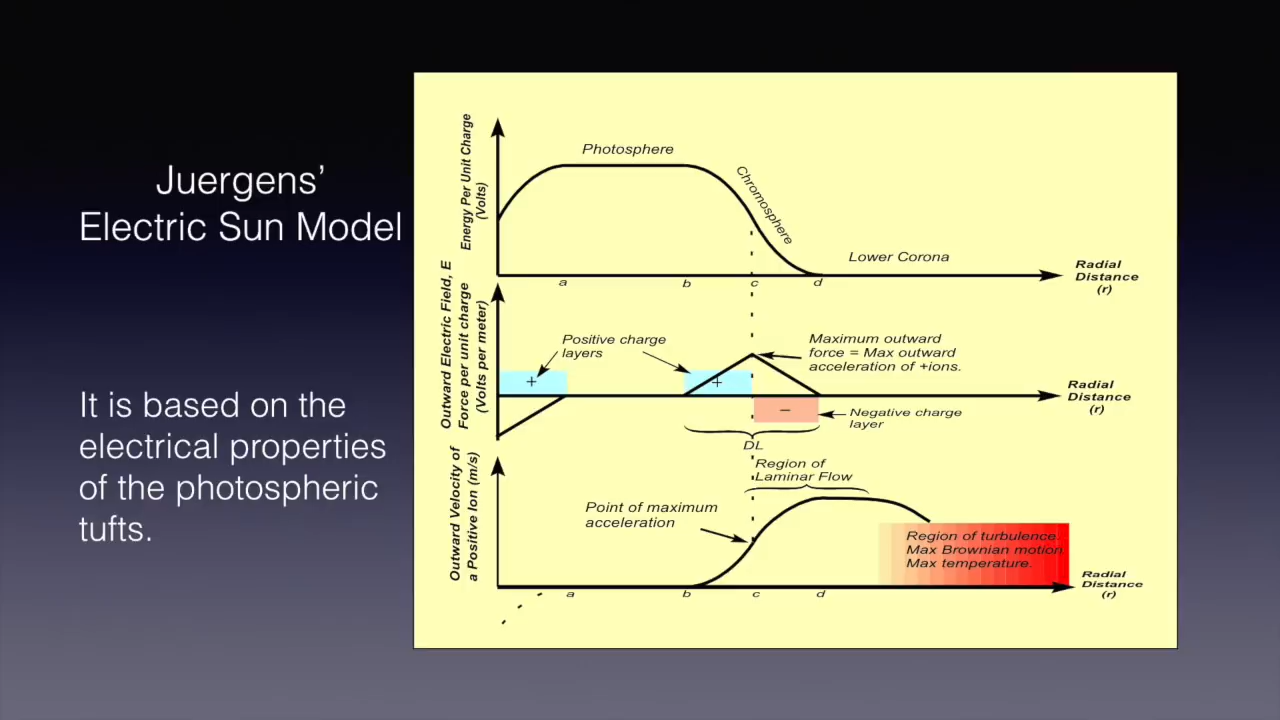 Juergens'
Electric Sun Model
It is based on the
electrical properties
of the photospheric
tufts.
Energy Per Unit Charge
(Volts)
Photosphere
Chromosphere
Lower Corona
a
b
c
d
Radial
Distance
(r)
Outward Electric Field, E
Force per unit charge
(Volts per meter)
Positive charge
layers
+
+
−
Maximum outward
force = Max outward
acceleration of +ions.
Radial
Distance
(r)
Negative charge
layer
DL
Outward Velocity of
a Positive Ion (m/s)
Region of
Laminar Flow
Point of maximum
acceleration
Region of turbulence.
Max Brownian motion.
Max temperature.
a
b
c
d
Radial
Distance
(r)